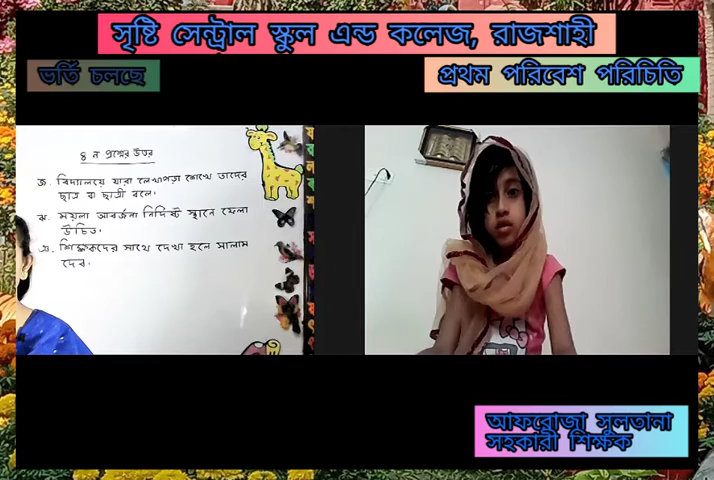 সৃষ্টি সেন্ট্রাল স্কুল এন্ড কলেজ, রাজশাহী
ভর্তি চলছে
প্রথম পরিবেশ পরিচিতি
৪ ন প্রশ্নের উত্তর
জ. বিদ্যালয়ে যারা লেখাপড়া শেখে তাদের
ছাত্র বা ছাত্রী বলে.
ঝ. ময়লা আবর্জনা নির্দিষ্ট স্থানে ফেলা
উচিত.
ঞ. শিক্ষকদের সাথে দেখা হলে সালাম
দেব.
আফরোজা সুলতানা
সহকারী শিক্ষক